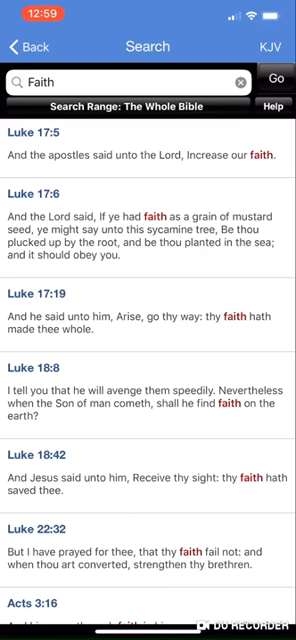 12:59
Back Search KJV
Faith Go
Search Range: The Whole Bible Help
Luke 17:5
And the apostles said unto the Lord, Increase our faith.
Luke 17:6
And the Lord said, If ye had faith as a grain of mustard
seed, ye might say unto this sycamine tree, Be thou
plucked up by the root, and be thou planted in the sea;
and it should obey you.
Luke 17:19
And he said unto him, Arise, go thy way: thy faith hath
made thee whole.
Luke 18:8
I tell you that he will avenge them speedily. Nevertheless
when the Son of man cometh, shall he find faith on the
earth?
Luke 18:42
And Jesus said unto him, Receive thy sight: thy faith hath
saved thee.
Luke 22:32
But I have prayed for thee, that thy faith fail not: and
when thou art converted, strengthen thy brethren.
Acts 3:16
DU RECORDER